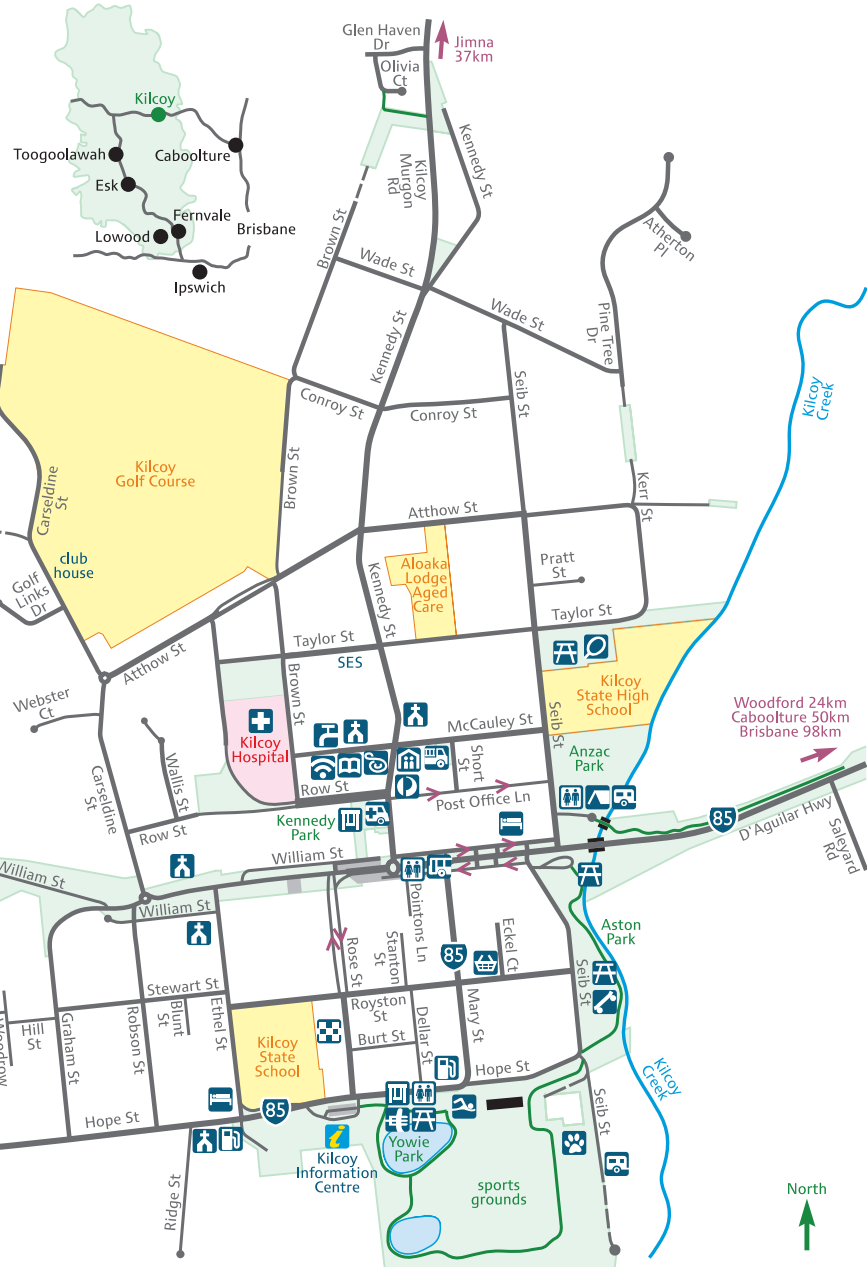 Glen Haven
Dr
Olivia
Ct
Jimna
37km
Kilcoy
Toogoolawah
Caboolture
Esk
Fernvale
Lowood
Brisbane
Ipswich
Kennedy St
Kilcoy
Murgon
Rd
Brown St
Wade St
Wade St
Atherton
Pl
Pine Tree
Dr
Kilcoy
Creek
Kennedy St
Conroy St
Conroy St
Seib St
Kilcoy
Golf Course
Carseldine
St
Brown St
Atthow St
Kerr St
club
house
Golf
Links
Dr
Aloaka
Lodge
Aged
Care
Kennedy St
Pratt
St
Taylor St
Taylor St
SES
Atthow St
Brown St
Webster
Ct
Kilcoy
State High
School
Seib St
McCauley St
Woodford 24km
Caboolture 50km
Brisbane 98km
Kilcoy
Hospital
Wallis St
Carseldine
St
Short
St
Anzac
Park
Row St
Post Office Ln
Kennedy
Park
Row St
85
D'Aguilar Hwy
Saleyard
Rd
William St
William St
William St
Pointons Ln
Rose St
Stanton
St
85
Eckel Ct
Aston
Park
Seib St
Stewart St
Ethel St
Blunt
St
Robson St
Graham St
Hill
St
Woodrow
Royston
St
Burt St
Dellar St
Mary St
Kilcoy
State
School
Hope St
Hope St
85
Kilcoy
Creek
Seib St
Ridge St
i
Kilcoy
Information
Centre
Yowie
Park
sports
grounds
North